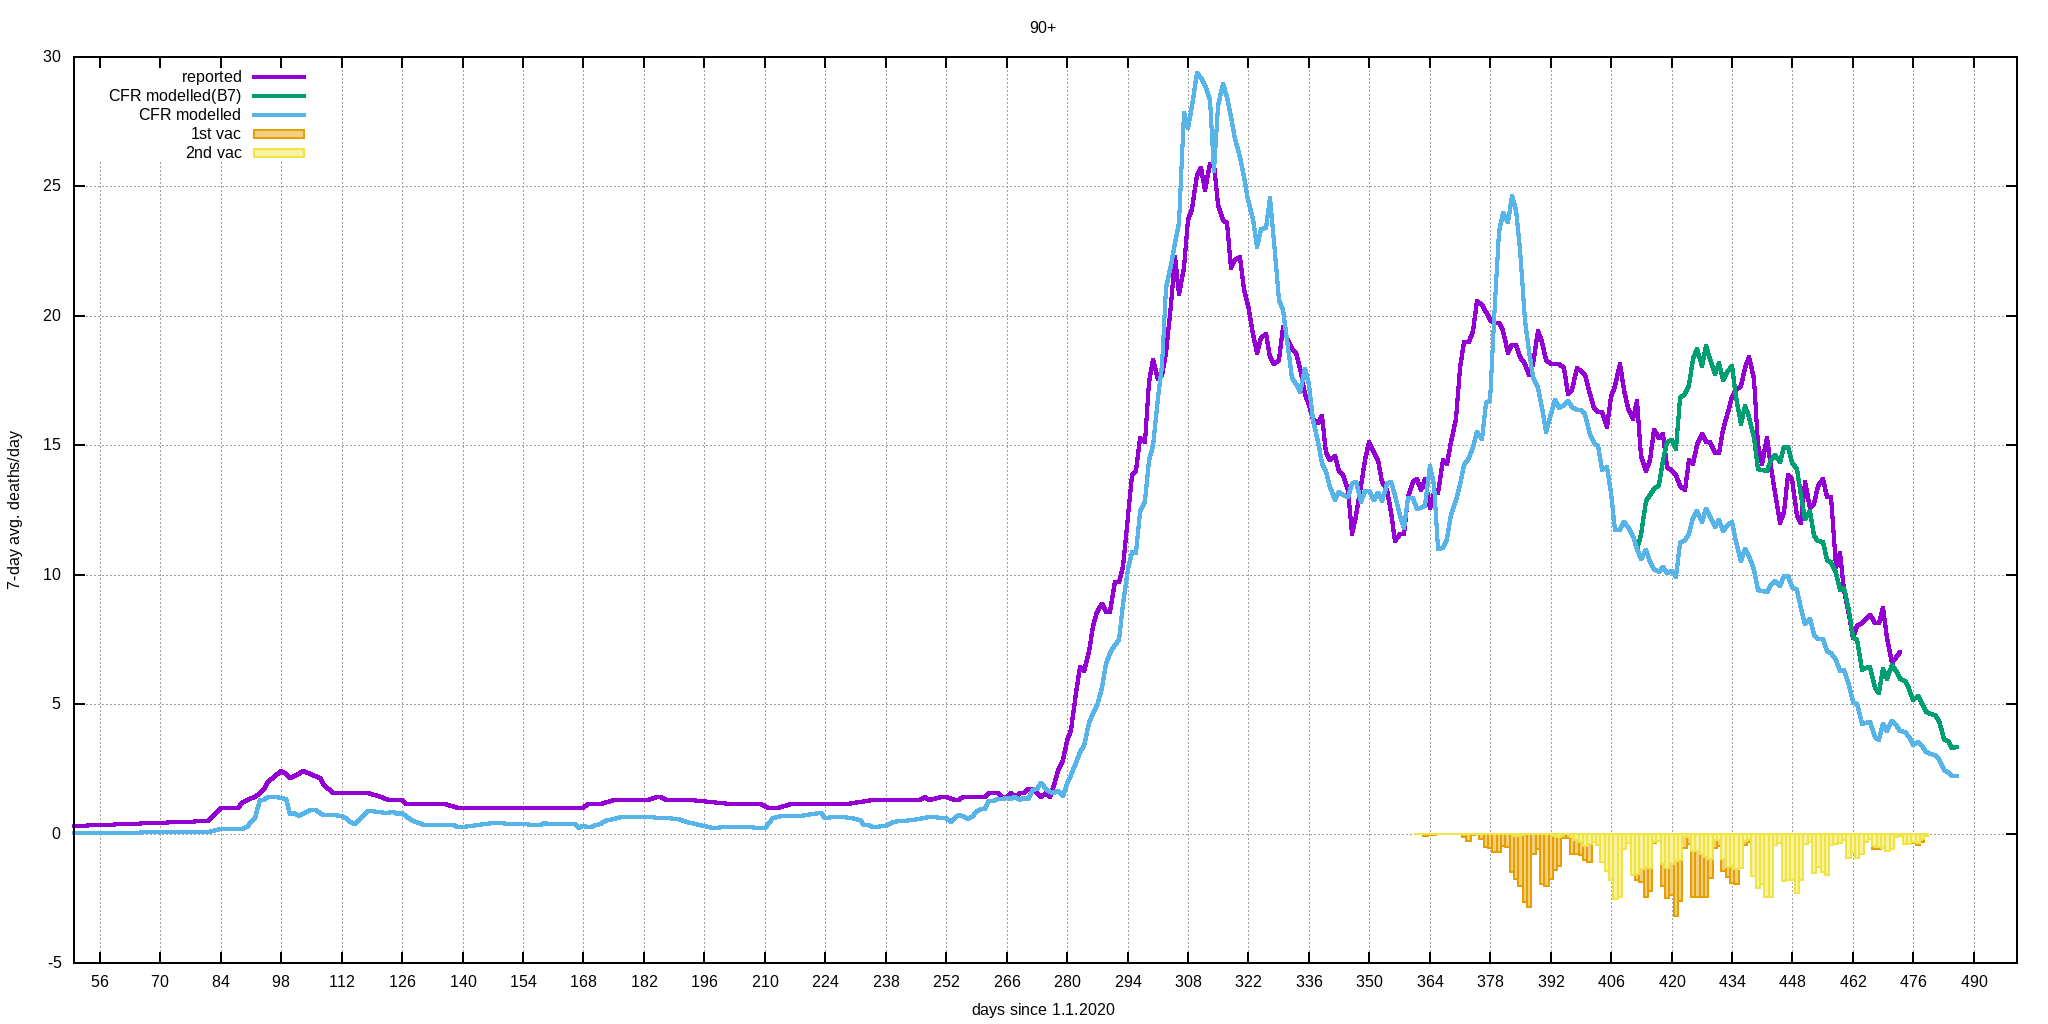 90+
30
25
20
15
10
5
0
-5
7-day avg. deaths/day
reported
CFR modelled(B7)
CFR modelled
1st vac
2nd vac
56 70 84 98 112 126 140 154 168 182 196 210 224 238 252 266 280 294 308 322 336 350 364 378 392 406 420 434 448 462 476 490
days since 1.1.2020